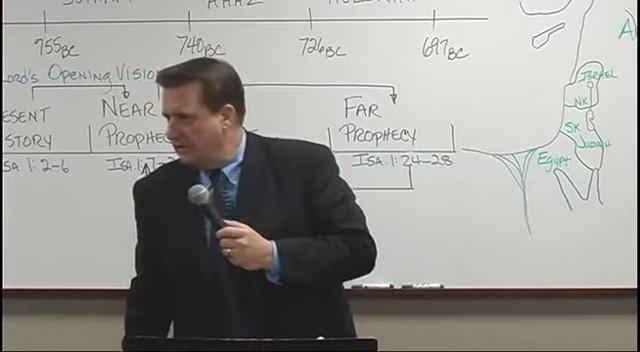 AHAZ
755BC 740BC 726BC 697BC
Lord's Opening Vision
NEAR
PROPHEC
STORY
ISA 1:2-6
FAR
PROPHECY
ISA. 1:24-28
ISRAEL
NK
SK
Judah
Egypt